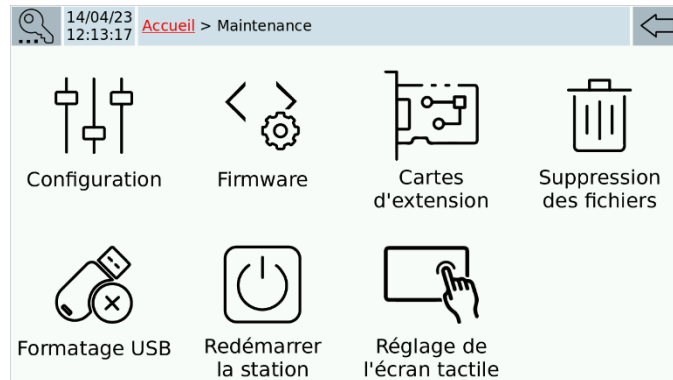 14/04/23
12:13:17
Accueil > Maintenance
Configuration
Firmware
Cartes
d'extension
Suppression
des fichiers
Formatage USB
Redémarrer
la station
Réglage de
l'écran tactile